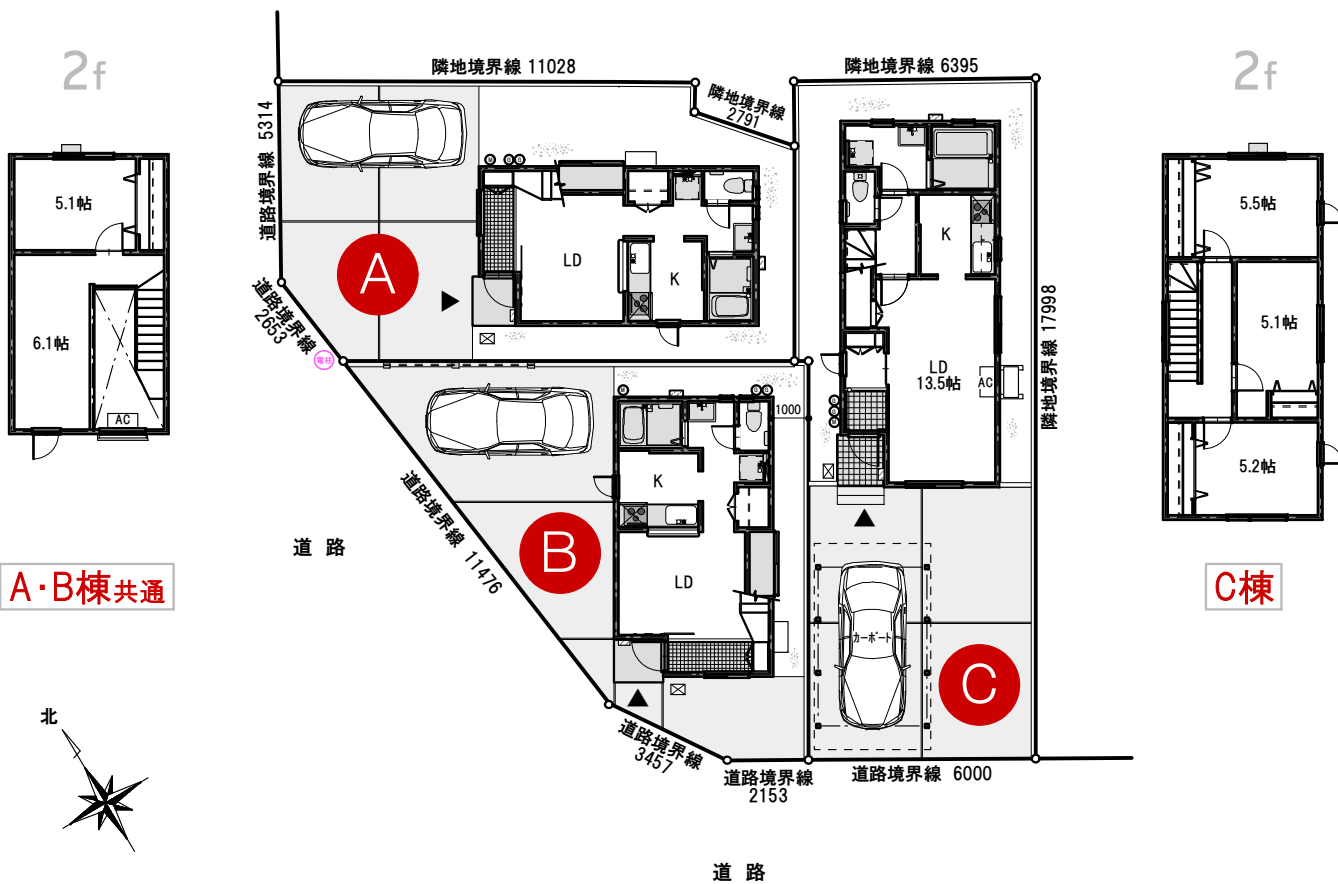 2f
5.1帖
6.1帖
AC
A・B棟共通
北
隣地境界線 11028
隣地境界線
2791
道路境界線 5314
道路境界線
2653
電柱
A
LD
K
M
G
G
道路境界線 11476
道 路
B
K
LD
M
G
G
1000
道路境界線
3457
道路境界線
2153
隣地境界線 6395
隣地境界線 17998
K
LD
13.5帖
AC
G
G
M
カーポート
C
道路境界線 6000
道 路
2f
5.5帖
5.1帖
5.2帖
C棟